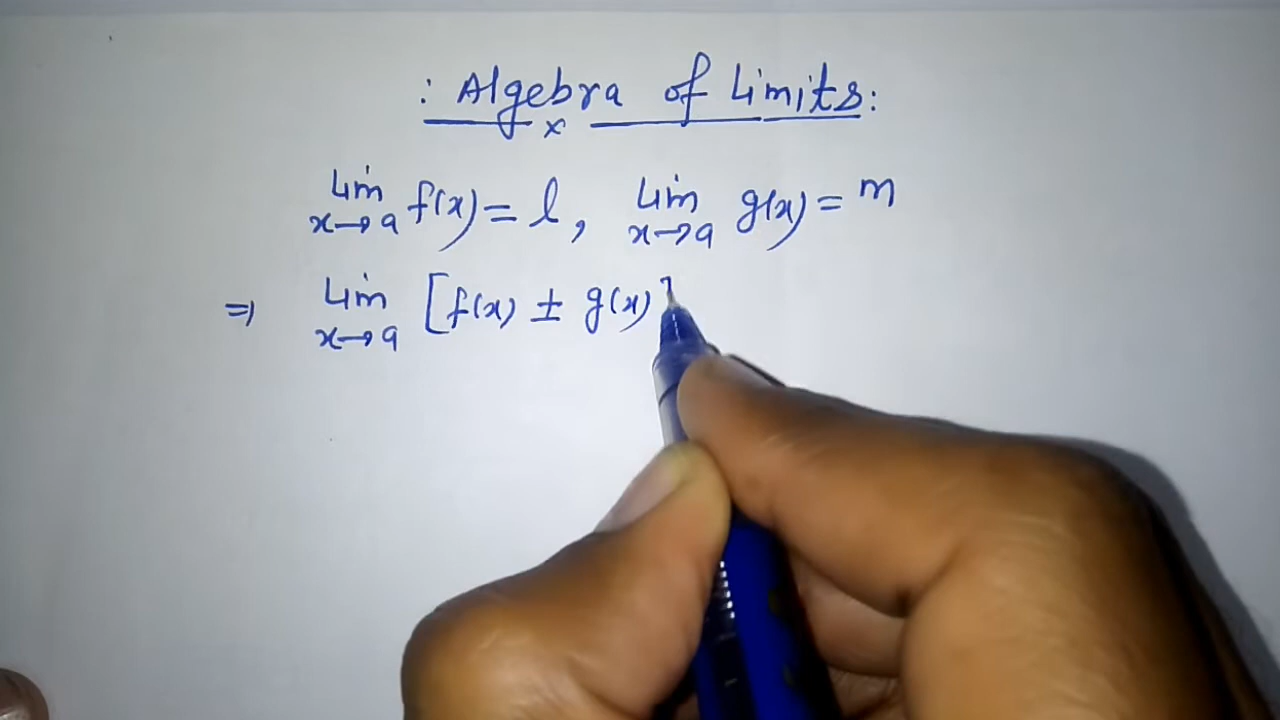 : Algebra of Limits:
x
Lim x→a f(x) = l, Lim x→a g(x) = m
⇒ Lim x→a [f(x) ± g(x)]